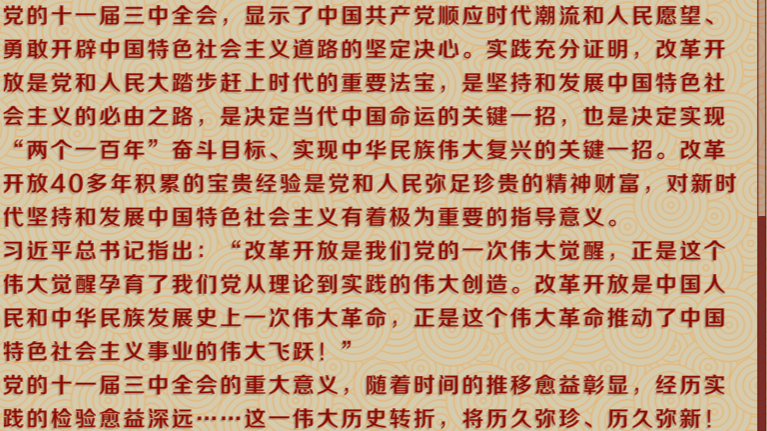 党的十一届三中全会，显示了中国共产党顺应时代潮流和人民愿望、
勇敢开辟中国特色社会主义道路的坚定决心。实践充分证明，改革开
放是党和人民大踏步赶上时代的重要法宝，是坚持和发展中国特色社
会主义的必由之路，是决定当代中国命运的关键一招，也是决定实现
“两个一百年”奋斗目标、实现中华民族伟大复兴的关键一招。改革
开放40多年积累的宝贵经验是党和人民弥足珍贵的精神财富，对新时
代坚持和发展中国特色社会主义有着极为重要的指导意义。
习近平总书记指出：“改革开放是我们党的一次伟大觉醒，正是这个
伟大觉醒孕育了我们党从理论到实践的伟大创造。改革开放是中国人
民和中华民族发展史上一次伟大革命，正是这个伟大革命推动了中国
特色社会主义事业的伟大飞跃！”
党的十一届三中全会的重大意义，随着时间的推移愈益彰显，经历实
践的检验愈益深远……这一伟大历史转折，将历久弥珍、历久弥新！